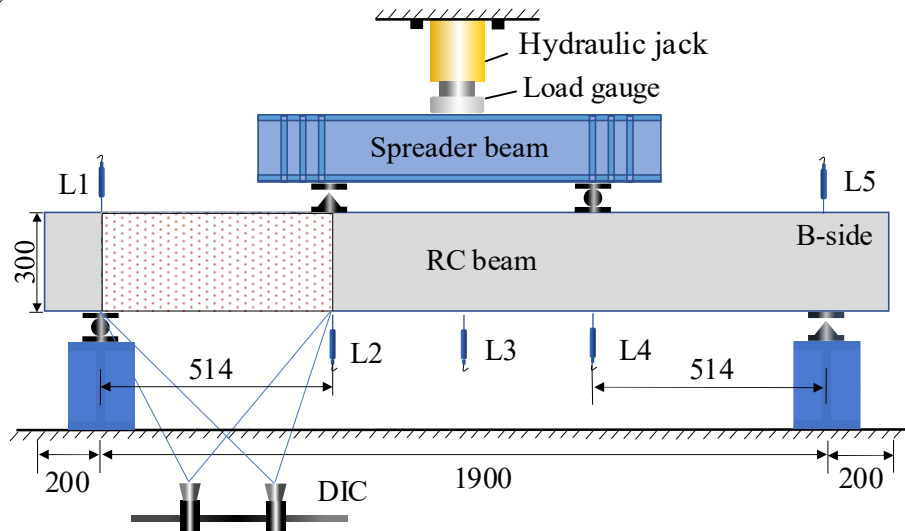 Hydraulic jack
Load gauge
Spreader beam
L1
L5
B-side
300
RC beam
L2
L3
L4
514
514
200
1900
200
DIC